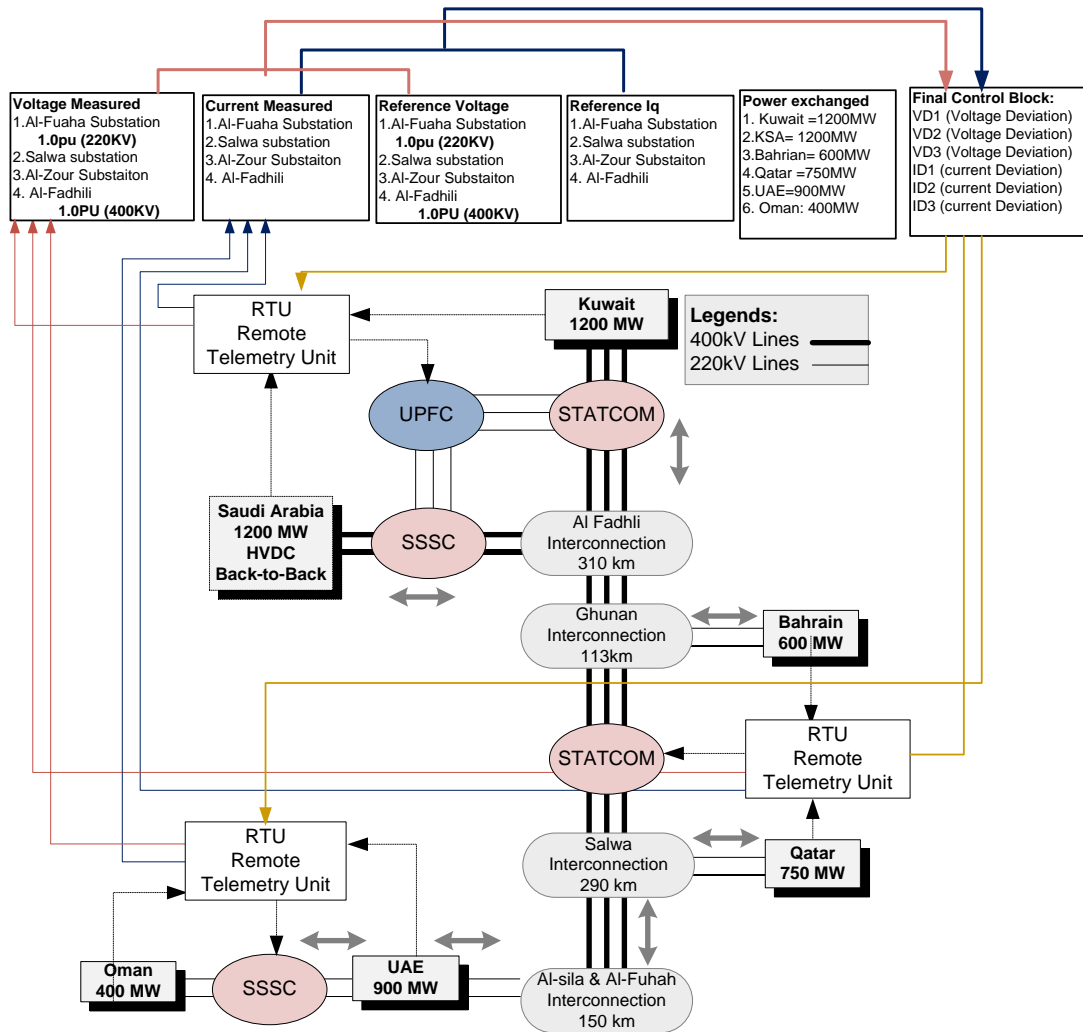 Voltage Measured
1.Al-Fuaha Substation
1.0pu (220KV)
2.Salwa substation
3.Al-Zour Substaiton
4. Al-Fadhili
1.0PU (400KV)
Current Measured
1.Al-Fuaha Substation
2.Salwa substation
3.Al-Zour Substaiton
4. Al-Fadhili
Reference Voltage
1.Al-Fuaha Substation
1.0pu (220KV)
2.Salwa substation
3.Al-Zour Substaiton
4. Al-Fadhili
1.0PU (400KV)
Reference Iq
1.Al-Fuaha Substation
2.Salwa substation
3.Al-Zour Substaiton
4. Al-Fadhili
Power exchanged
1. Kuwait =1200MW
2.KSA= 1200MW
3.Bahrian= 600MW
4.Qatar =750MW
5.UAE=900MW
6. Oman: 400MW
Final Control Block:
VD1 (Voltage Deviation)
VD2 (Voltage Deviation)
VD3 (Voltage Deviation)
ID1 (current Deviation)
ID2 (current Deviation)
ID3 (current Deviation)
RTU
Remote
Telemetry Unit
Kuwait
1200 MW
Legends:
400kV Lines
220kV Lines
UPFC
STATCOM
Saudi Arabia
1200 MW
HVDC
Back-to-Back
SSSC
Al Fadhli
Interconnection
310 km
Ghunan
Interconnection
113km
Bahrain
600 MW
STATCOM
RTU
Remote
Telemetry Unit
RTU
Remote
Telemetry Unit
Salwa
Interconnection
290 km
Qatar
750 MW
Oman
400 MW
SSSC
UAE
900 MW
Al-sila & Al-Fuhah
Interconnection
150 km